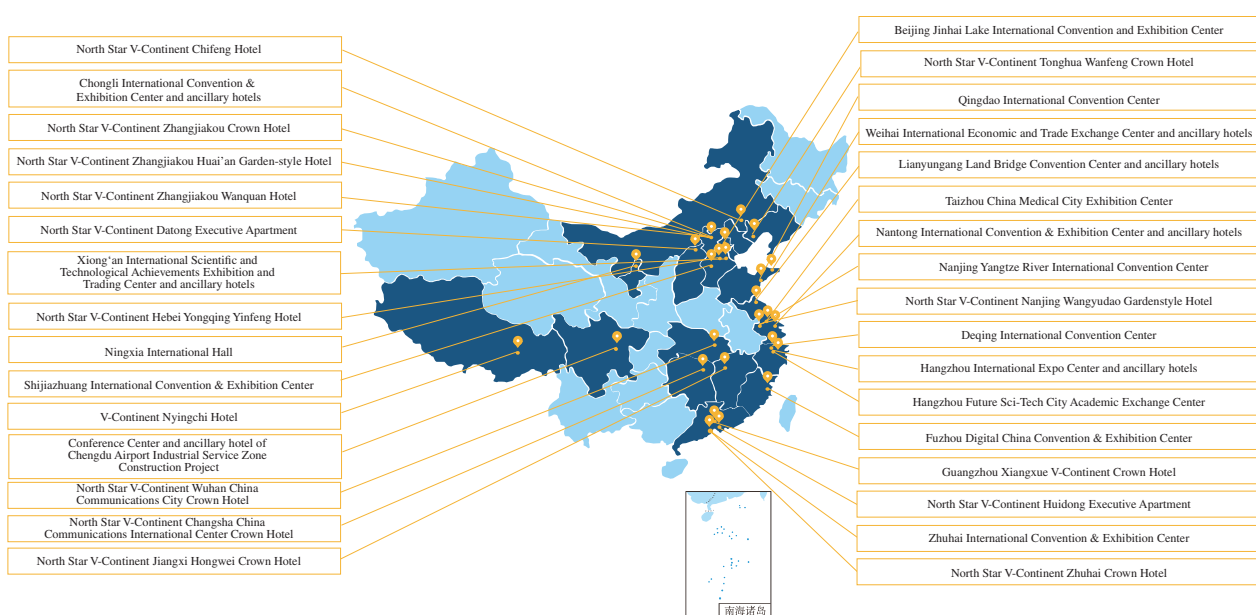 North Star V-Continent Chifeng Hotel
Chongli International Convention &
Exhibition Center and ancillary hotels
North Star V-Continent Zhangjiakou Crown Hotel
North Star V-Continent Zhangjiakou Huai'an Garden-style Hotel
North Star V-Continent Zhangjiakou Wanquan Hotel
North Star V-Continent Datong Executive Apartment
Xiong‘an International Scientific and
Technological Achievements Exhibition and
Trading Center and ancillary hotels
North Star V-Continent Hebei Yongqing Yinfeng Hotel
Ningxia International Hall
Shijiazhuang International Convention & Exhibition Center
V-Continent Nyingchi Hotel
Conference Center and ancillary hotel of
Chengdu Airport Industrial Service Zone
Construction Project
North Star V-Continent Wuhan China
Communications City Crown Hotel
North Star V-Continent Changsha China
Communications International Center Crown Hotel
North Star V-Continent Jiangxi Hongwei Crown Hotel
Beijing Jinhai Lake International Convention and Exhibition Center
North Star V-Continent Tonghua Wanfeng Crown Hotel
Qingdao International Convention Center
Weihai International Economic and Trade Exchange Center and ancillary hotels
Lianyungang Land Bridge Convention Center and ancillary hotels
Taizhou China Medical City Exhibition Center
Nantong International Convention & Exhibition Center and ancillary hotels
Nanjing Yangtze River International Convention Center
North Star V-Continent Nanjing Wangyudao Gardenstyle Hotel
Deqing International Convention Center
Hangzhou International Expo Center and ancillary hotels
Hangzhou Future Sci-Tech City Academic Exchange Center
Fuzhou Digital China Convention & Exhibition Center
Guangzhou Xiangxue V-Continent Crown Hotel
North Star V-Continent Huidong Executive Apartment
Zhuhai International Convention & Exhibition Center
North Star V-Continent Zhuhai Crown Hotel
南海诸岛